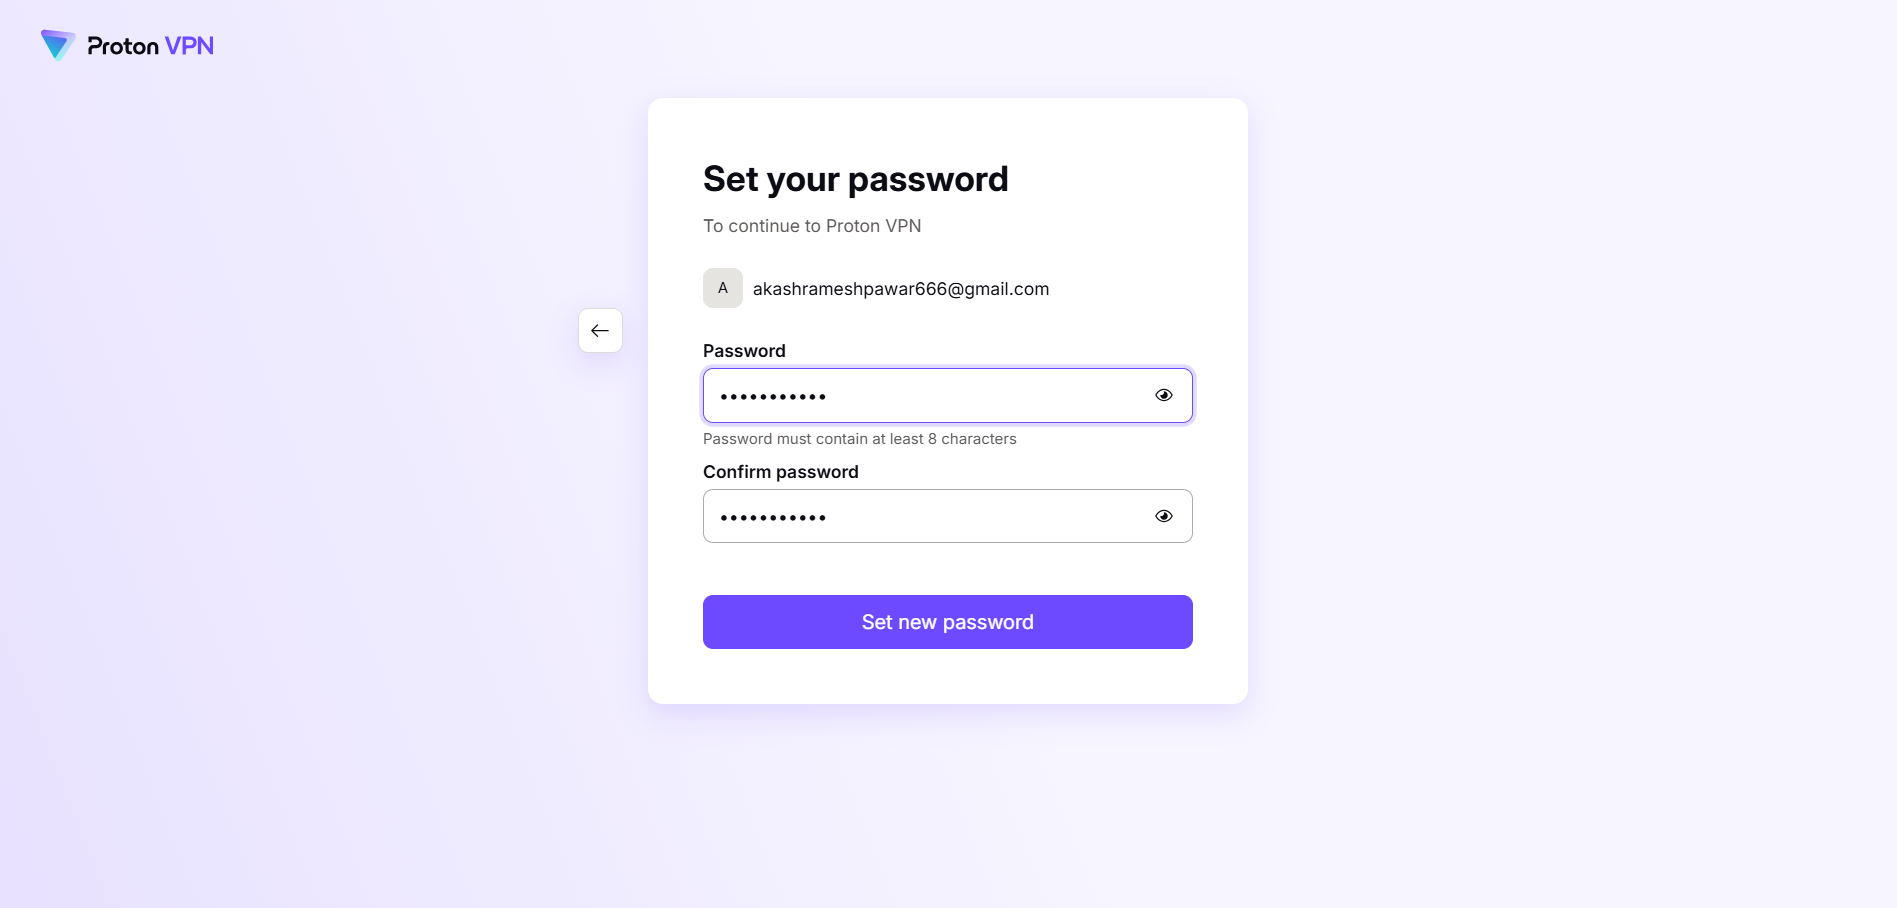 Proton VPN
Set your password
To continue to Proton VPN
A
akashrameshpawar666@gmail.com
Password
•••••••••••
Password must contain at least 8 characters
Confirm password
•••••••••••
Set new password